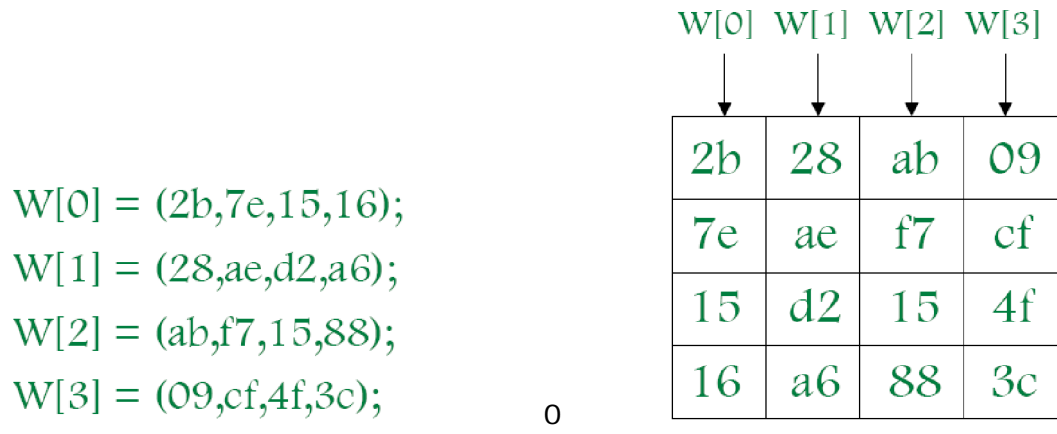 W[0] W[1] W[2] W[3]
2b 28 ab 09
7e ae f7 cf
15 d2 15 4f
16 a6 88 3c
W[0] = (2b,7e,15,16);
W[1] = (28,ae,d2,a6);
W[2] = (ab,f7,15,88);
W[3] = (09,cf,4f,3c);
0